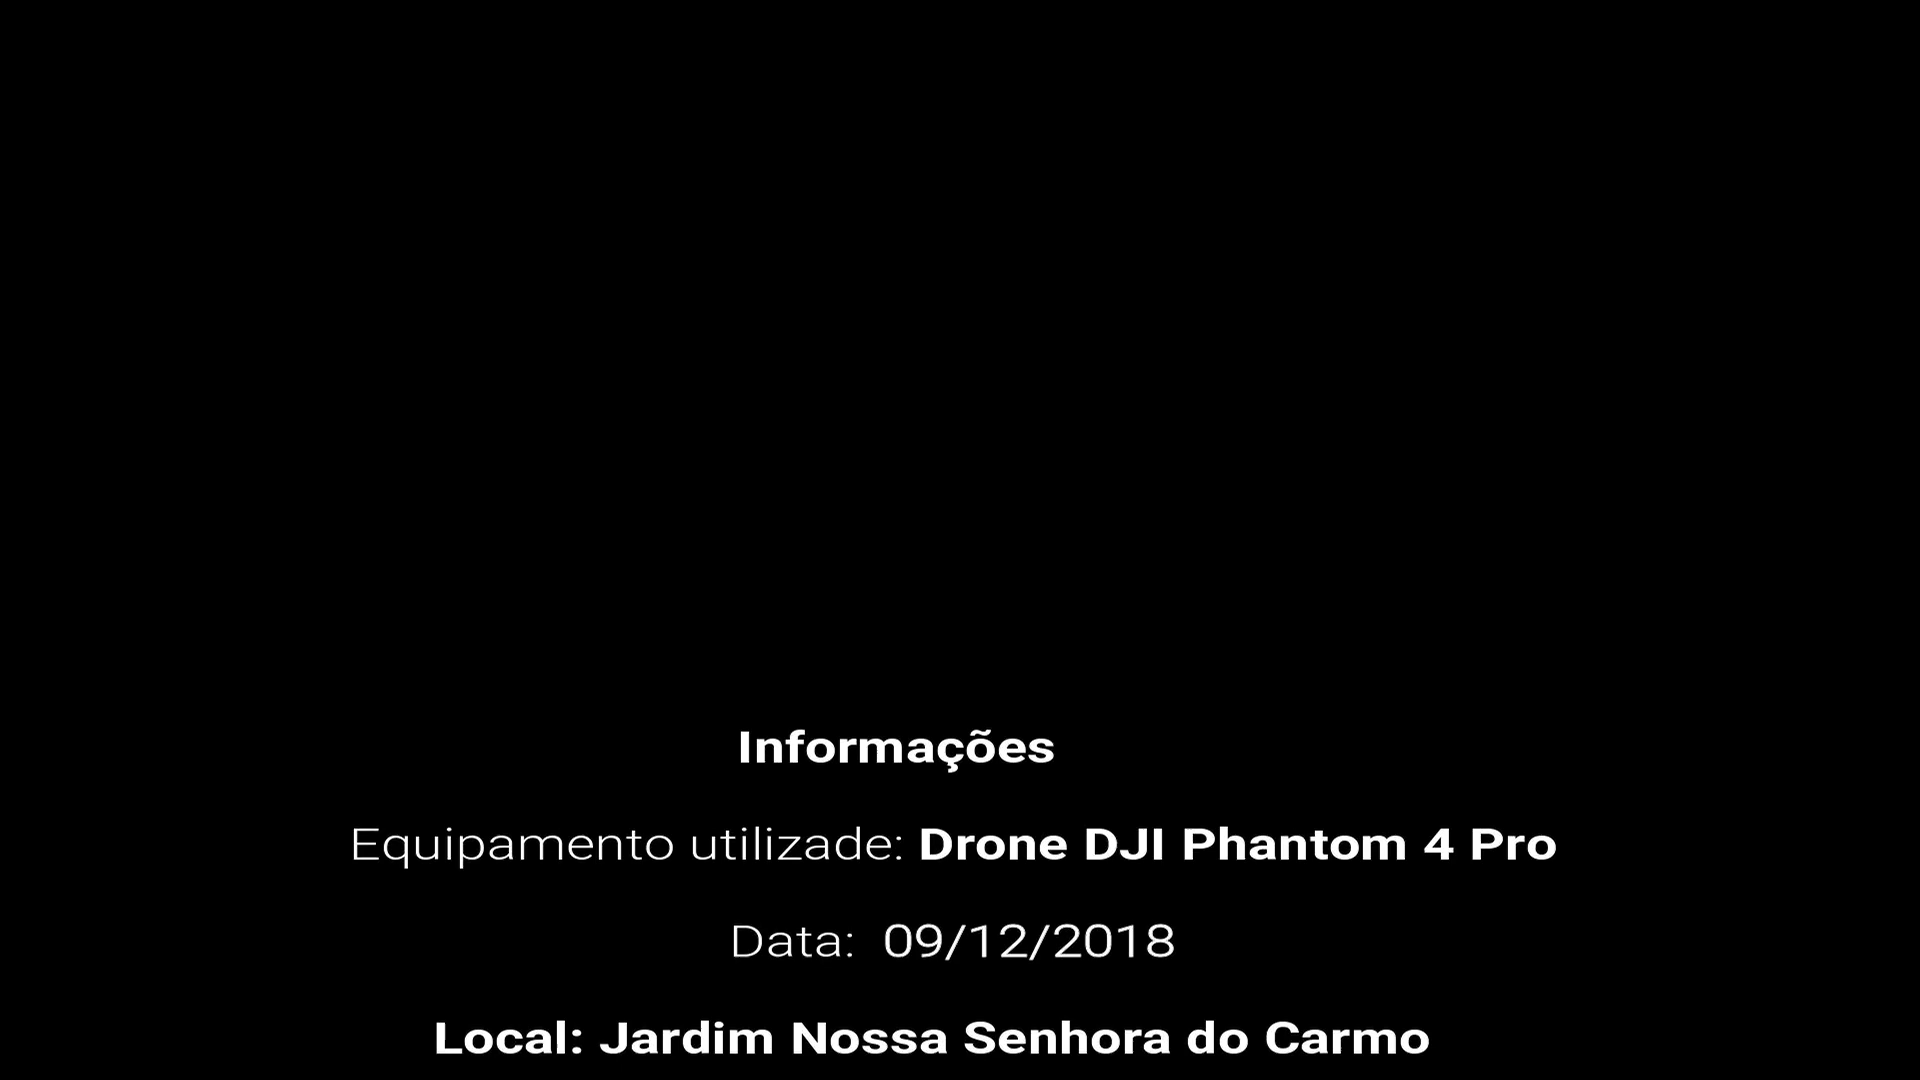 Informações
Equipamento utilizade: Drone DJI Phantom 4 Pro
Data: 09/12/2018
Local: Jardim Nossa Senhora do Carmo